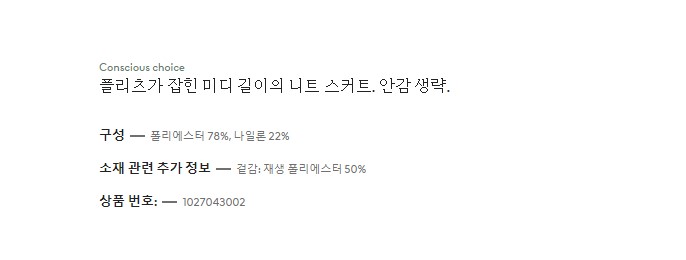 Conscious choice
플리츠가 잡힌 미디 길이의 니트 스커트. 안감 생략.
구성 — 폴리에스터 78%, 나일론 22%
소재 관련 추가 정보 — 겉감: 재생 폴리에스터 50%
상품 번호: — 1027043002